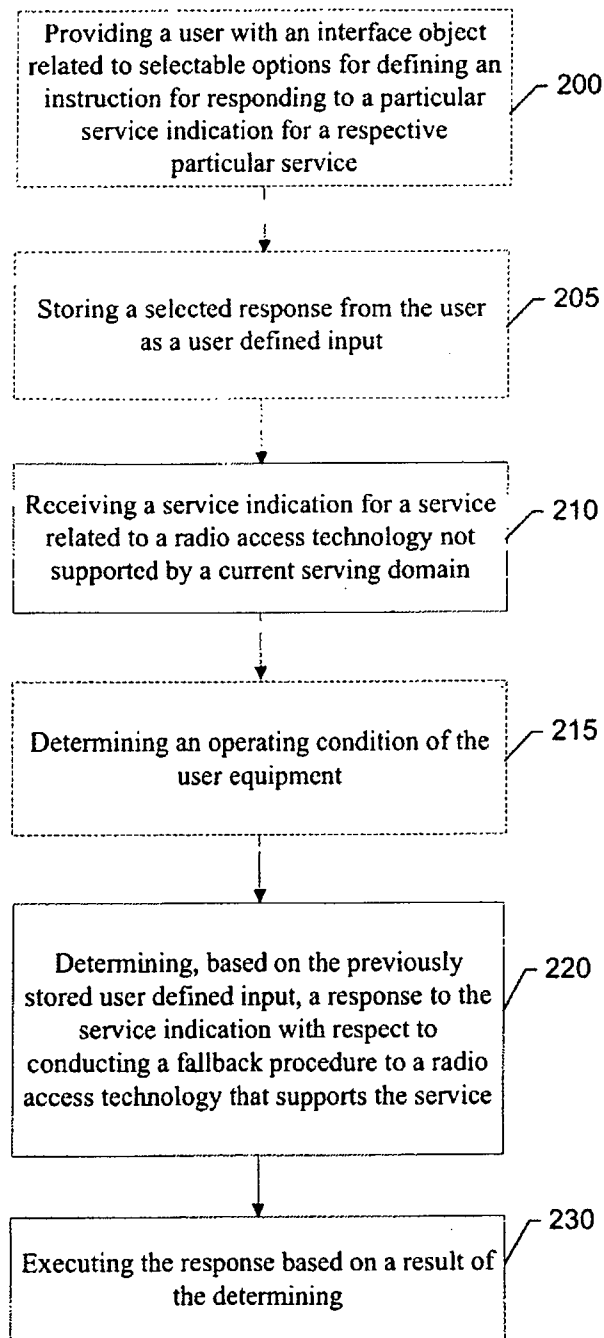 Providing a user with an interface object
related to selectable options for defining an
instruction for responding to a particular
service indication for a respective
particular service
200
Storing a selected response from the user
as a user defined input
205
Receiving a service indication for a service
related to a radio access technology not
supported by a current serving domain
210
Determining an operating condition of the
user equipment
215
Determining, based on the previously
stored user defined input, a response to the
service indication with respect to
conducting a fallback procedure to a radio
access technology that supports the service
220
Executing the response based on a result of
the determining
230